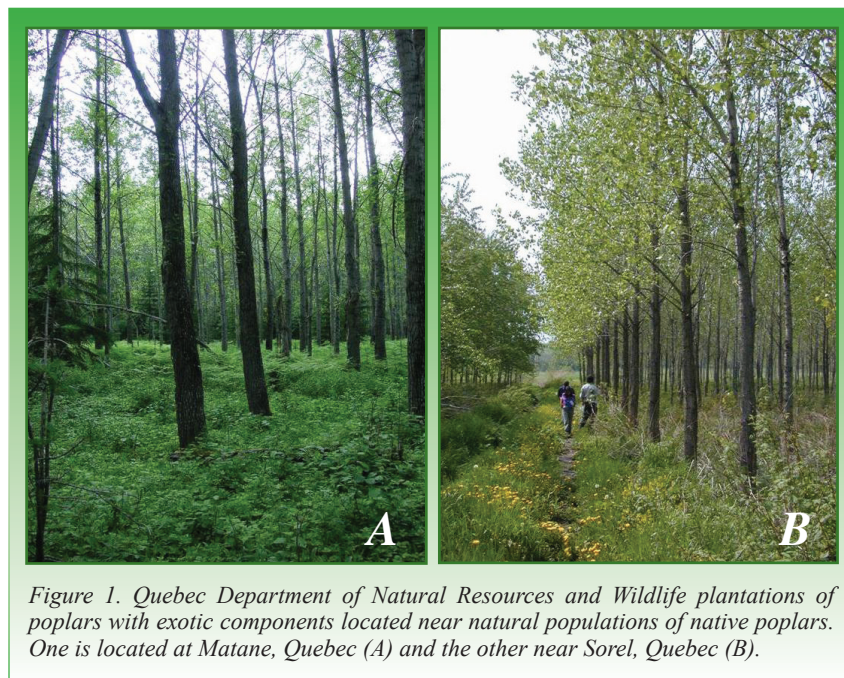 A
B
Figure 1. Quebec Department of Natural Resources and Wildlife plantations of
poplars with exotic components located near natural populations of native poplars.
One is located at Matane, Quebec (A) and the other near Sorel, Quebec (B).